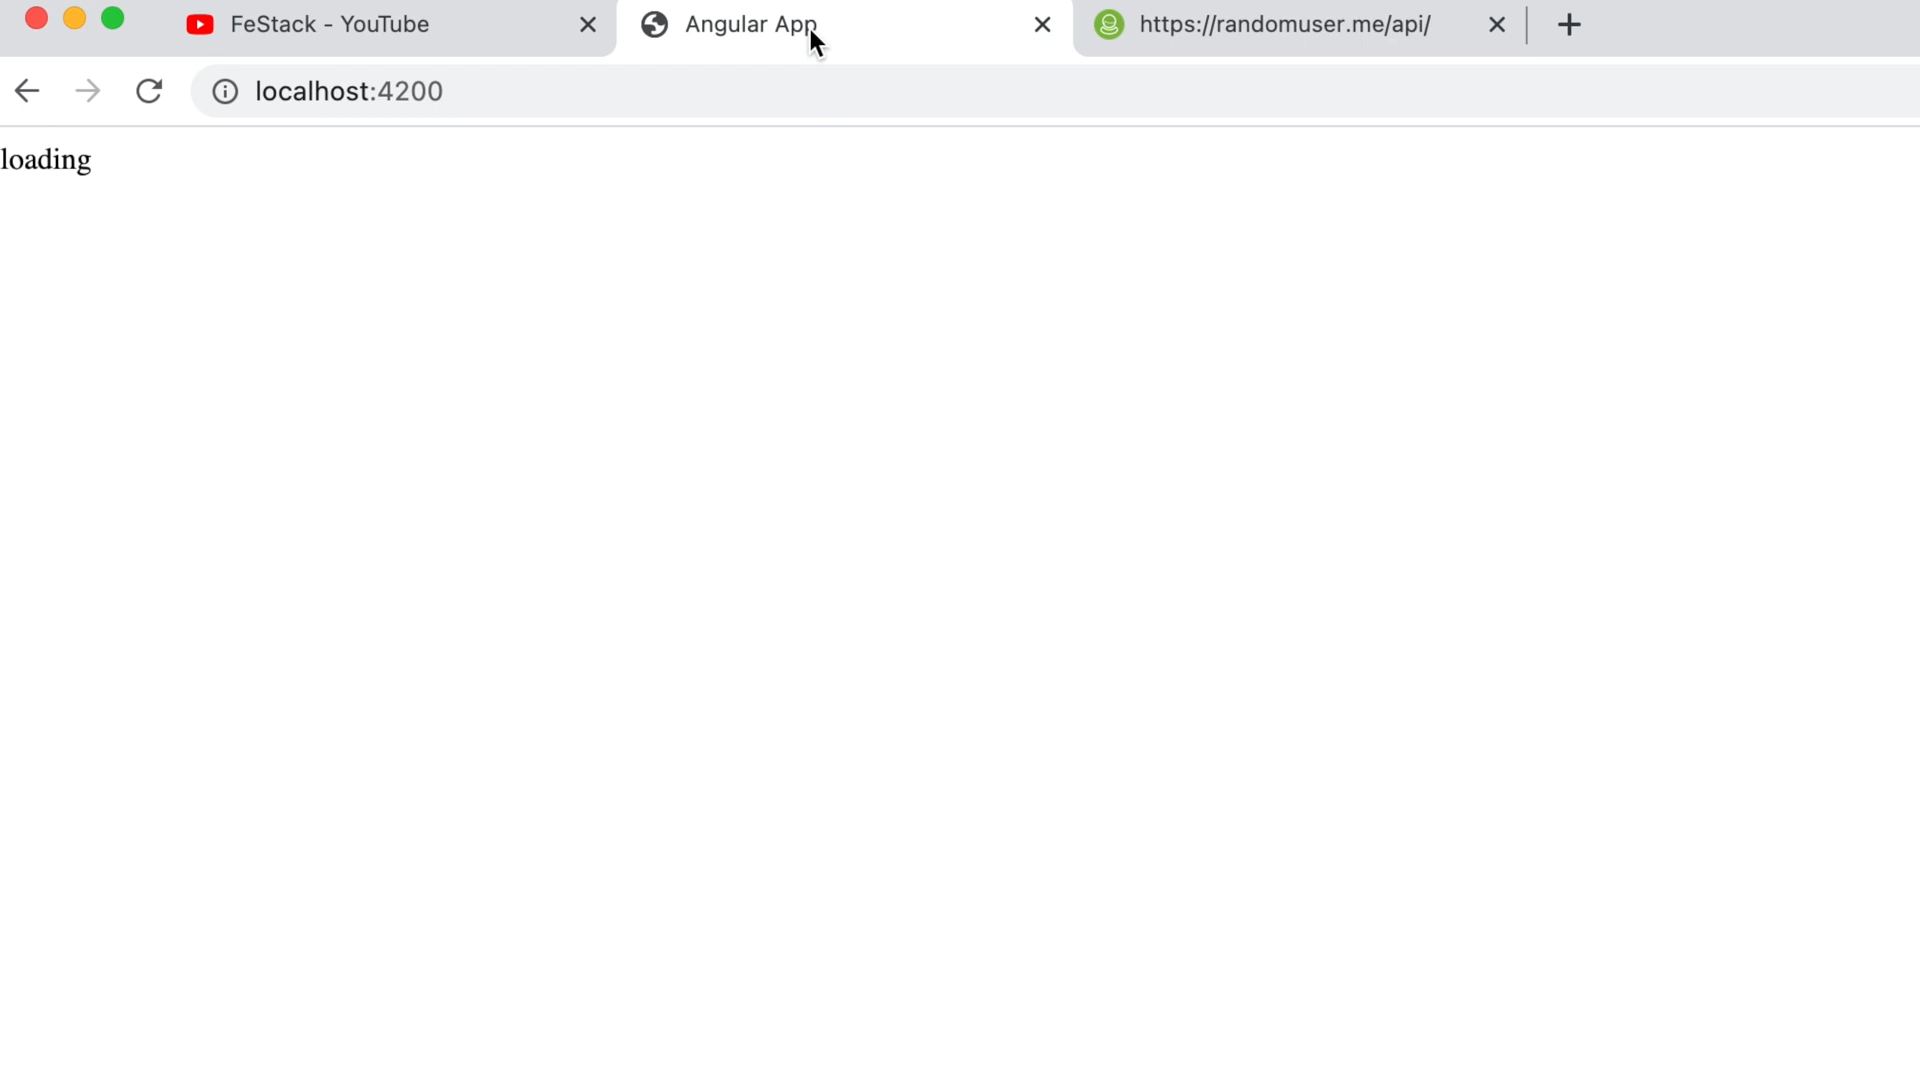 FeStack - YouTube
Angular App
https://randomuser.me/api/
localhost:4200
loading